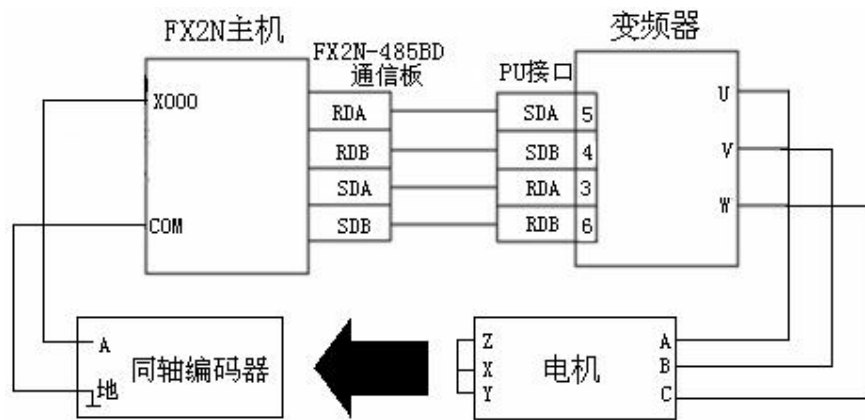 FX2N主机
变频器
FX2N-485BD
通信板
PU接口
X000
COM
RDA
RDB
SDA
SDB
SDA 5
SDB 4
RDA 3
RDB 6
U
V
W
A
地
同轴编码器
Z
X
Y
电机
A
B
C